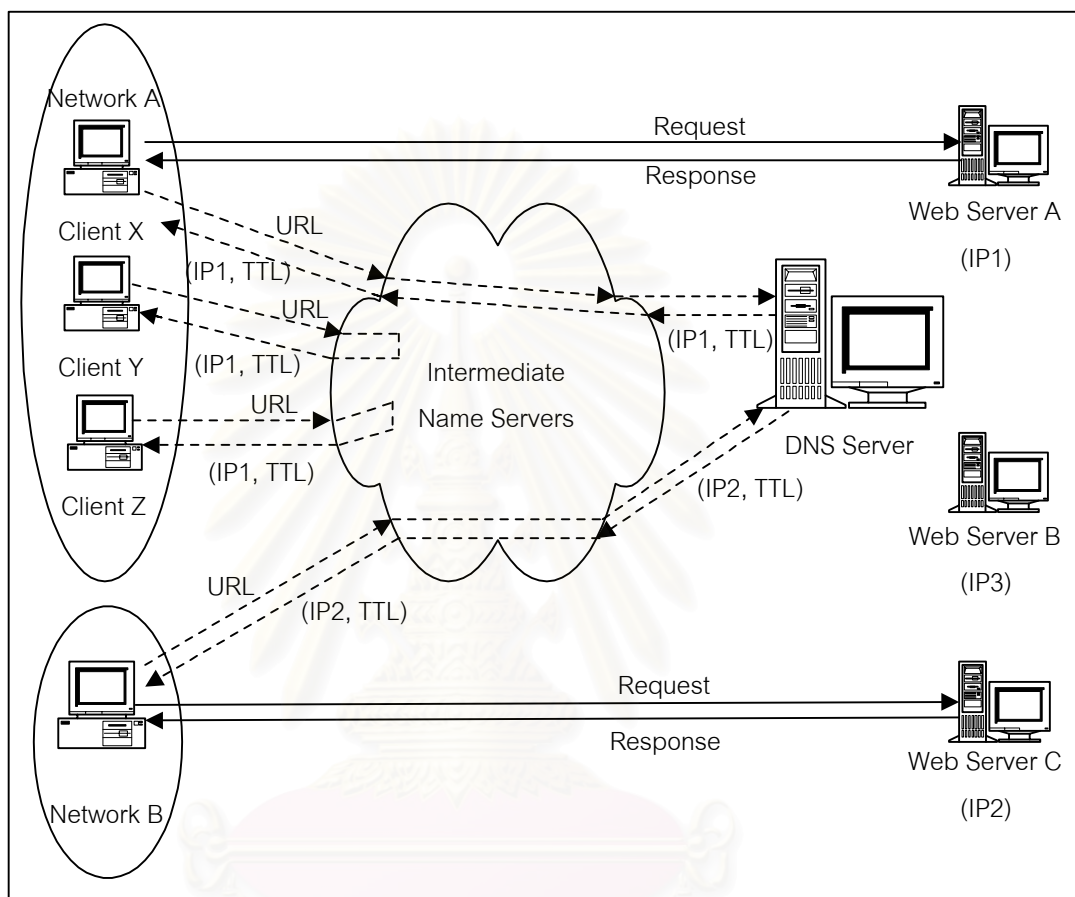 Network A
Request
Response
Client X
URL
Web Server A
(IP1)
(IP1, TTL)
URL
(IP1, TTL)
Client Y
(IP1, TTL)
Intermediate
Name Servers
URL
DNS Server
(IP1, TTL)
(IP2, TTL)
Client Z
Web Server B
(IP3)
URL
(IP2, TTL)
Request
Response
Web Server C
(IP2)
Network B